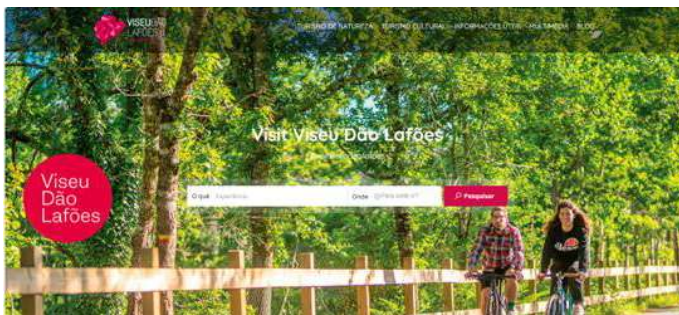 VISEU DÃO
LAFÕES
TURISMO DE NATUREZA TURISMO CULTURAL INFORMAÇÕES ÚTEIS MULTIMÉDIA BLOG
Visit Viseu Dão Lafões
Viseu
Dão
Lafões
O quê Onde Pesquisar